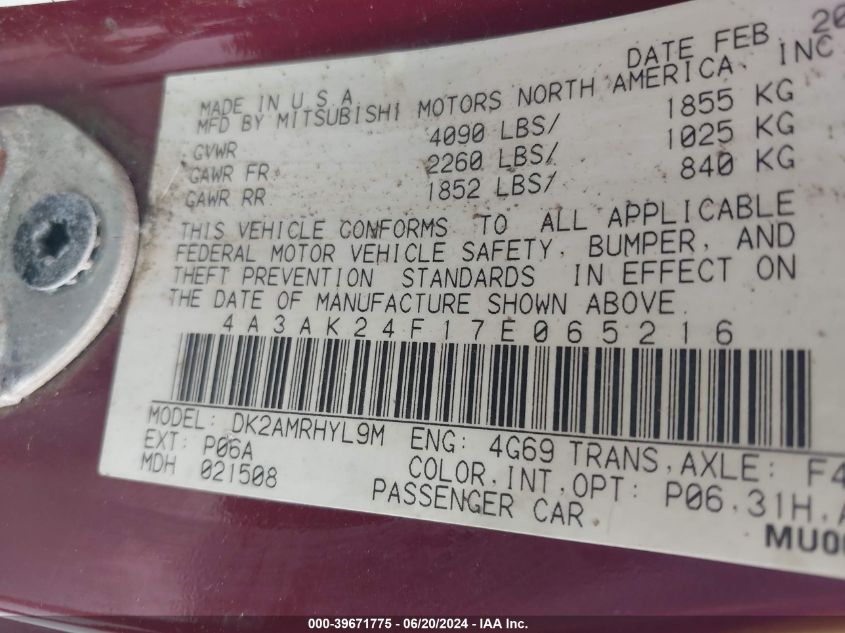 DATE FEB 20
MADE IN U.S.A
MFD BY MITSUBISHI MOTORS NORTH AMERICA, INC
GVWR 4090 LBS/ 1855 KG
GAWR FR 2260 LBS/ 1025 KG
GAWR RR 1852 LBS/ 840 KG
THIS VEHICLE CONFORMS TO ALL APPLICABLE
FEDERAL MOTOR VEHICLE SAFETY, BUMPER, AND
THEFT PREVENTION STANDARDS IN EFFECT ON
THE DATE OF MANUFACTURE SHOWN ABOVE.
4A3AK24F17E065216
MODEL: DK2AMRHYL9M ENG: 4G69 TRANS,AXLE: F4
EXT: P06A COLOR,INT,OPT: P06,31H,A
MDH 021508 PASSENGER CAR
MU00
000-39671775 - 06/20/2024 - IAA Inc.